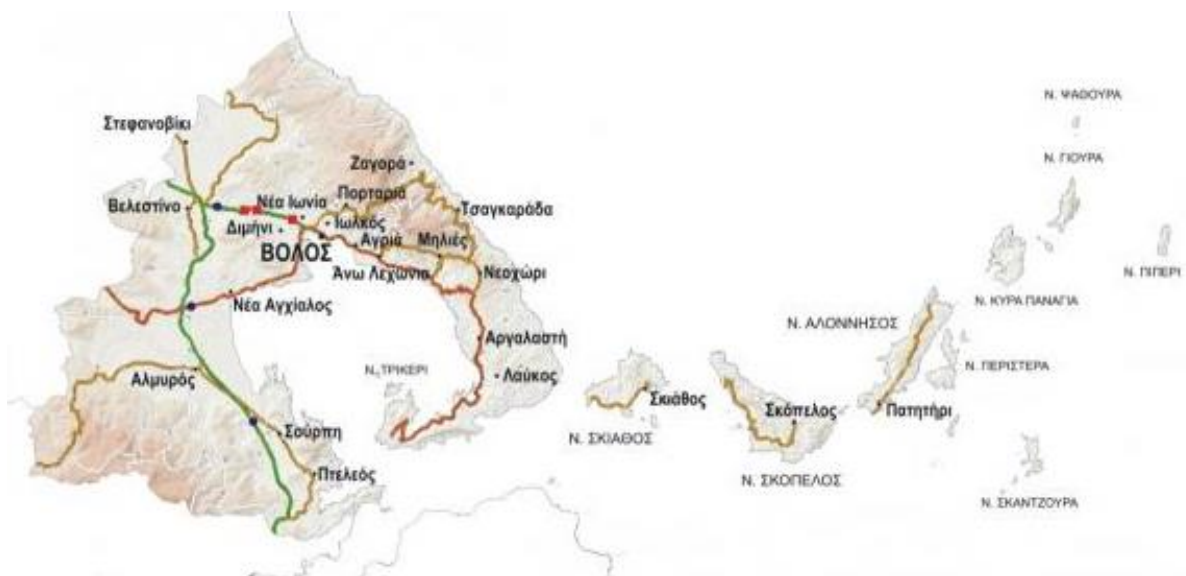 Ν. ΨΑΘΟΥΡΑ
Στεφανοβίκι
Ν. ΓΙΟΥΡΑ
Ζαγορά
Πορταριά
Νέα Ιωνία
Βελεστίνο
Τσαγκαράδα
Ιωλκός
Διμήνι
Αγριά
Μηλιές
ΒΟΛΟΣ
Άνω Λεχώνια
Νεοχώρι
Ν. ΠΙΠΕΡΙ
Νέα Αγχίαλος
Ν. ΚΥΡΑ ΠΑΝΑΓΙΑ
Ν. ΑΛΟΝΝΗΣΟΣ
Αργαλαστή
Ν. ΠΕΡΙΣΤΕΡΑ
Ν. ΤΡΙΚΕΡΙ
Αλμυρός
Λαύκος
Σκιάθος
Σκόπελος
Πατητήρι
Σούρπη
Ν. ΣΚΙΑΘΟΣ
Πτελεός
Ν. ΣΚΟΠΕΛΟΣ
Ν. ΣΚΑΝΤΖΟΥΡΑ